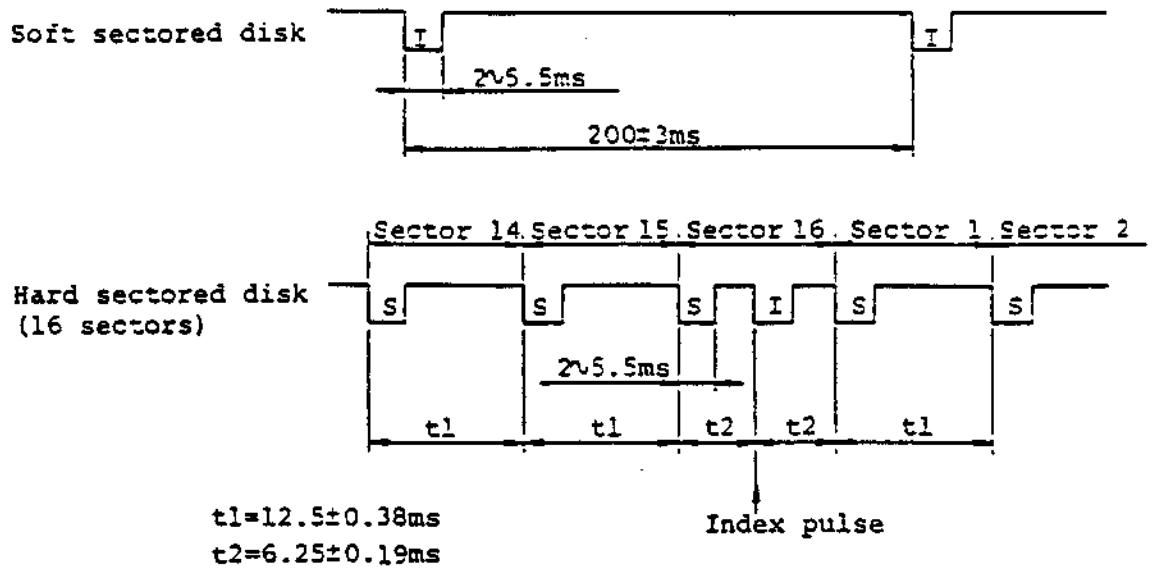 Soft sectored disk
I
I
2~5.5ms
200±3ms
Sector 14 Sector 15 Sector 16 Sector 1 Sector 2
Hard sectored disk
(16 sectors)
S
S
S
I
S
S
2~5.5ms
t1
t1
t2
t2
t1
t1=12.5±0.38ms
t2=6.25±0.19ms
Index pulse